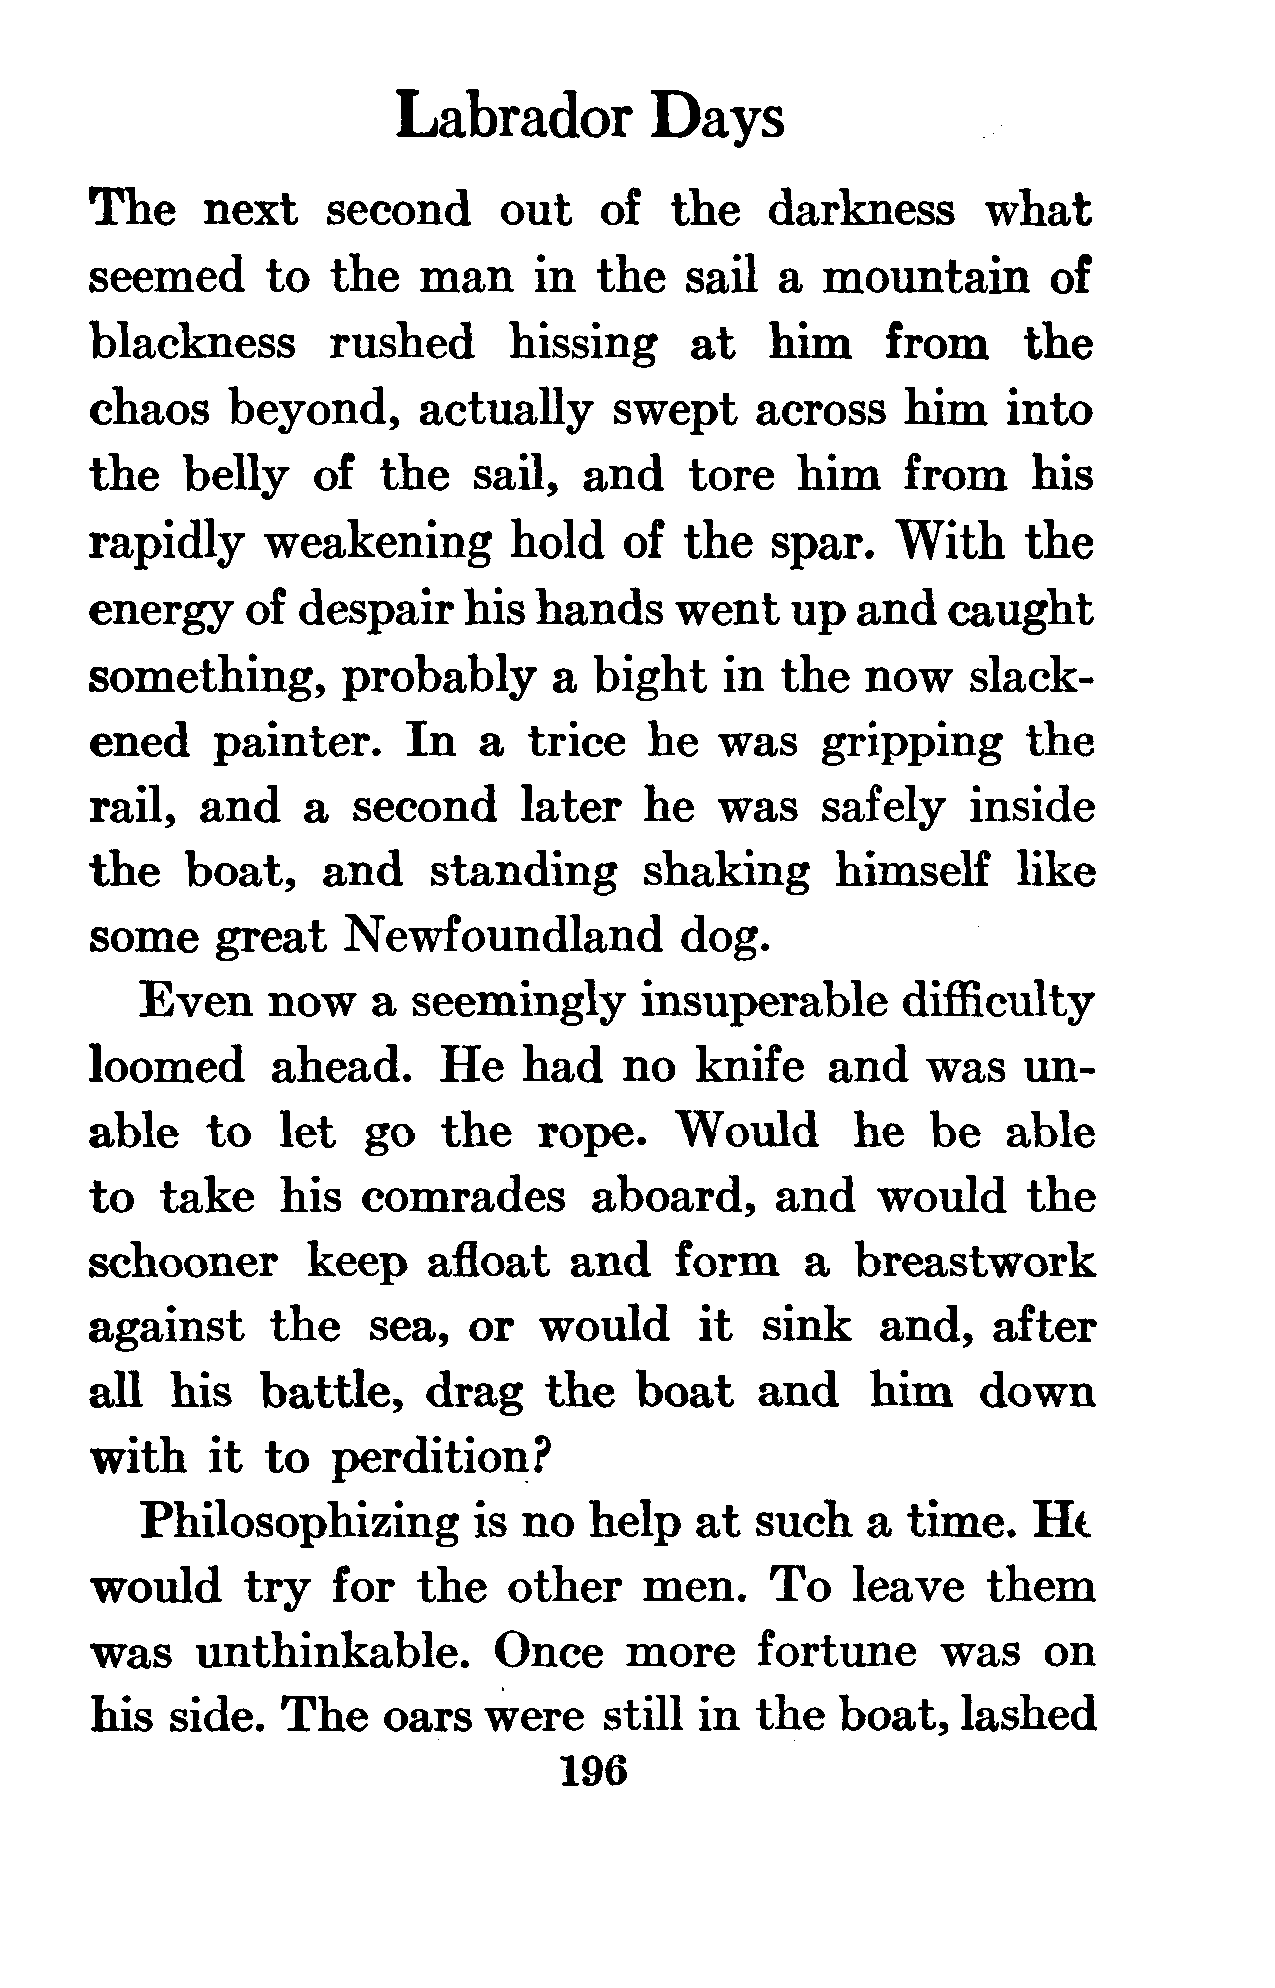 Labrador Days
The next second out of the darkness what
seemed to the man in the sail a mountain of
blackness rushed hissing at him from the
chaos beyond, actually swept across him into
the belly of the sail, and tore him from his
rapidly weakening hold of the spar. With the
energy of despair his hands went up and caught
something, probably a bight in the now slack-
ened painter. In a trice he was gripping the
rail, and a second later he was safely inside
the boat, and standing shaking himself like
some great Newfoundland dog.
Even now a seemingly insuperable difficulty
loomed ahead. He had no knife and was un-
able to let go the rope. Would he be able
to take his comrades aboard, and would the
schooner keep afloat and form a breastwork
against the sea, or would it sink and, after
all his battle, drag the boat and him down
with it to perdition?
Philosophizing is no help at such a time. He
would try for the other men. To leave them
was unthinkable. Once more fortune was on
his side. The oars were still in the boat, lashed
196